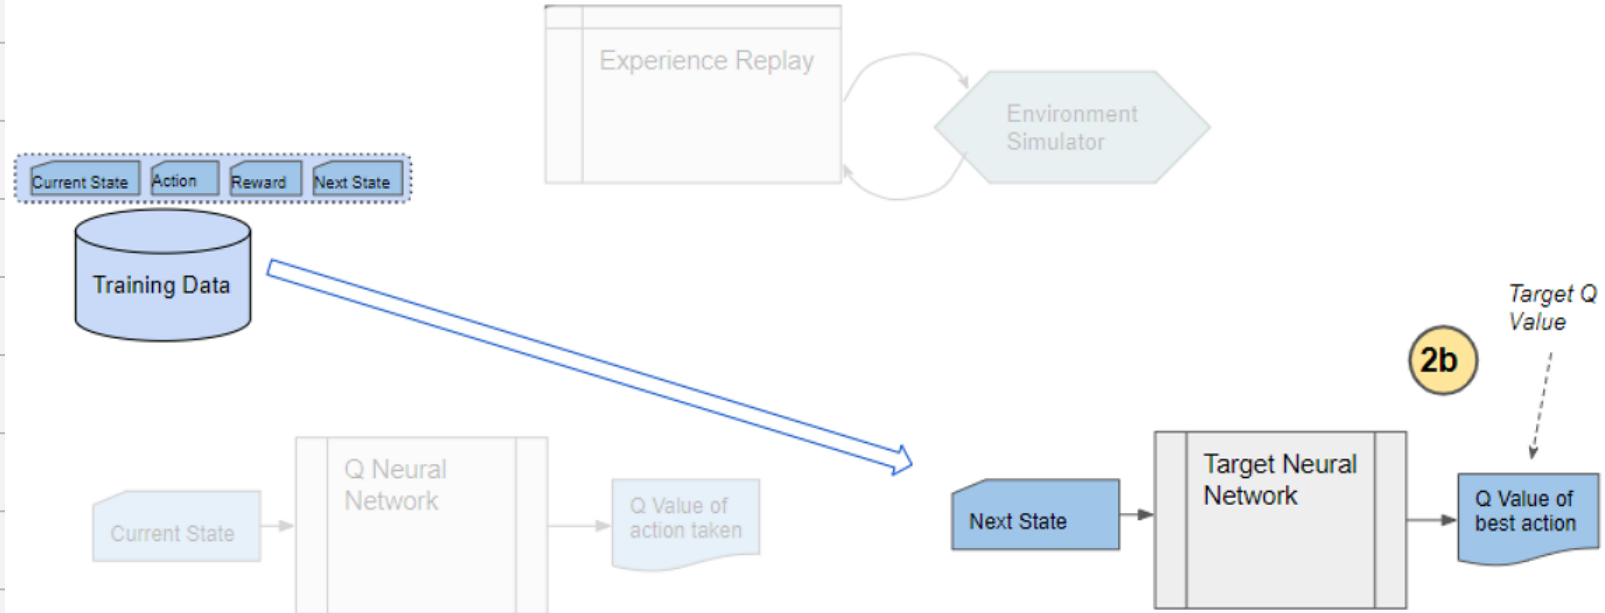 Experience Replay
Environment
Simulator
Current State
Action
Reward
Next State
Training Data
Target Q
Value
2b
Q Neural
Network
Current State
Q Value of
action taken
Next State
Target Neural
Network
Q Value of
best action